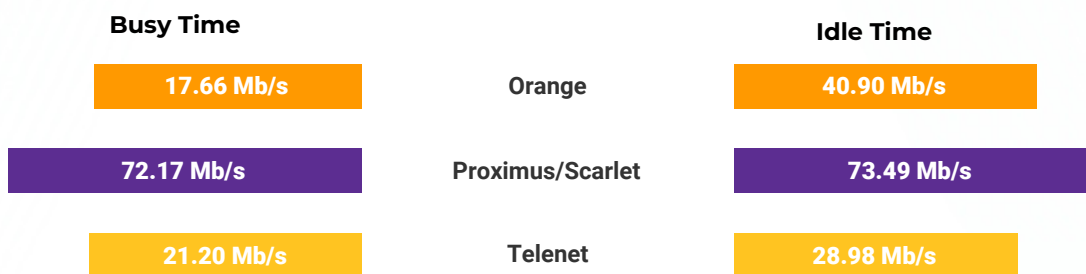 Busy Time
Idle Time
17.66 Mb/s Orange 40.90 Mb/s
72.17 Mb/s Proximus/Scarlet 73.49 Mb/s
21.20 Mb/s Telenet 28.98 Mb/s